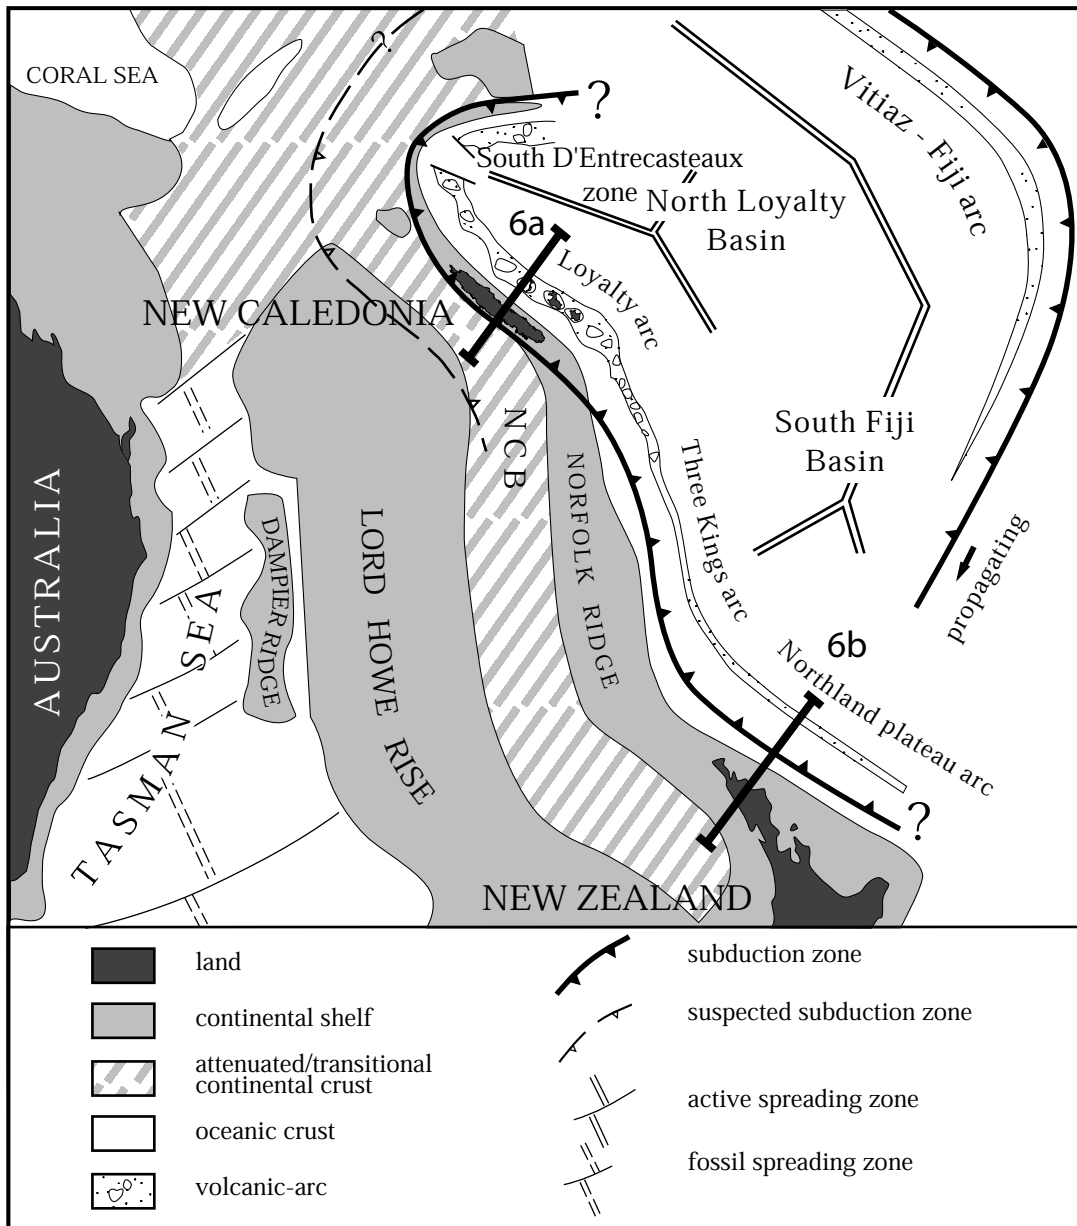 CORAL SEA
?
?
Vitiaz - Fiji arc
South D'Entrecasteaux
zone
North Loyalty
Basin
6a
Loyalty arc
NEW CALEDONIA
South Fiji
Basin
NCB
NORFOLK RIDGE
Three Kings arc
AUSTRALIA
TASMAN SEA
DAMPIER RIDGE
LORD HOWE RISE
propagating
6b
Northland plateau arc
?
NEW ZEALAND
land
continental shelf
attenuated/transitional
continental crust
oceanic crust
volcanic-arc
subduction zone
suspected subduction zone
active spreading zone
fossil spreading zone